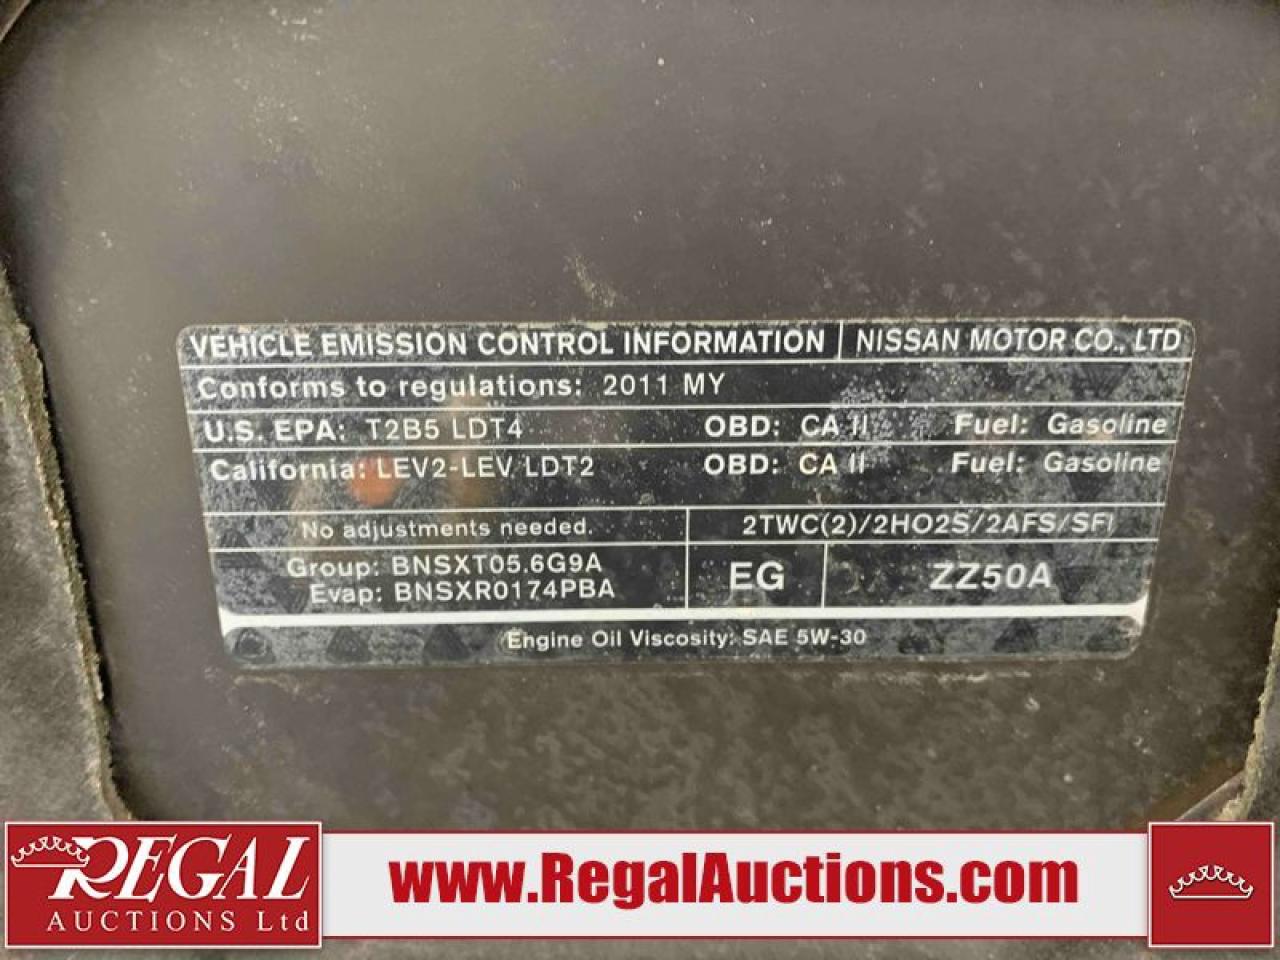 VEHICLE EMISSION CONTROL INFORMATION NISSAN MOTOR CO., LTD
Conforms to regulations: 2011 MY
U.S. EPA: T2B5 LDT4 OBD: CA II Fuel: Gasoline
California: LEV2-LEV LDT2 OBD: CA II Fuel: Gasoline
No adjustments needed. 2TWC(2)/2HO2S/2AFS/SFI
Group: BNSXT05.6G9A
Evap: BNSXR0174PBA
EG ZZ50A
Engine Oil Viscosity: SAE 5W-30
REGAL
AUCTIONS Ltd
www.RegalAuctions.com